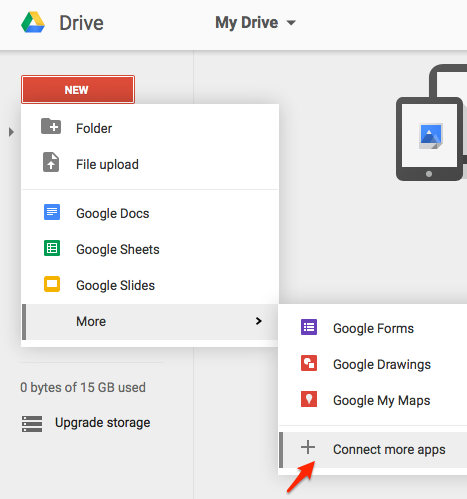 Drive
My Drive
NEW
Folder
File upload
Google Docs
Google Sheets
Google Slides
More
Google Forms
Google Drawings
Google My Maps
Connect more apps
0 bytes of 15 GB used
Upgrade storage